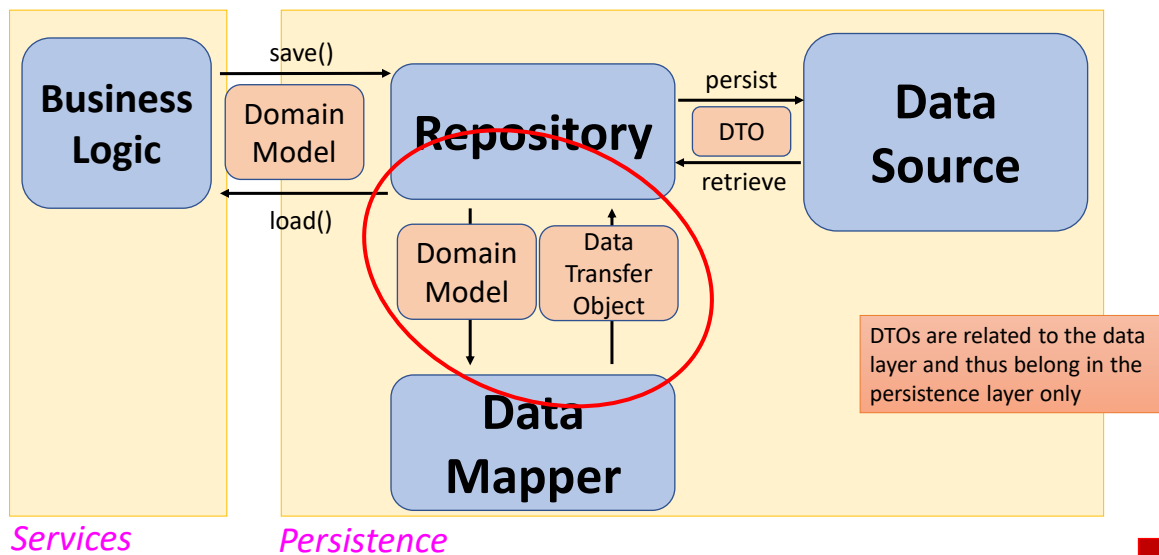 Business
Logic
save()
Domain
Model
load()
Repository
persist
DTO
retrieve
Data
Source
Domain
Model
Data
Transfer
Object
Data
Mapper
DTOs are related to the data
layer and thus belong in the
persistence layer only
Services
Persistence